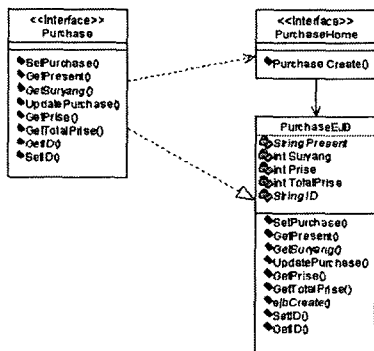 <<Interface>>
Purchase
SetPurchase()
GetPresent()
GetSuryang()
UpdatePurchase()
GetPrise()
GetTotalPrise()
GetID()
SetID()
<<Interface>>
PurchaseHome
Purchase Create()
PurchaseEJB
String Present
int Suryang
int Prise
int TotalPrise
String ID
SetPurchase()
GetPresent()
GetSuryang()
UpdatePurchase()
GetPrise()
GetTotalPrise()
ejbCreate()
SetID()
GetID()